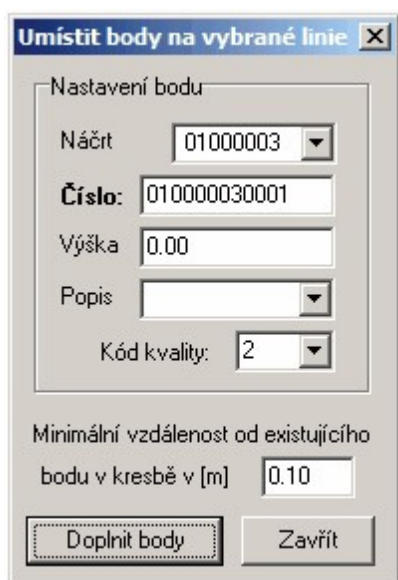 Umístit body na vybrané linie
Nastavení bodu
Náčrt 01000003
Číslo: 010000030001
Výška 0.00
Popis
Kód kvality: 2
Minimální vzdálenost od existujícího
bodu v kresbě v [m] 0.10
Doplnit body Zavřít